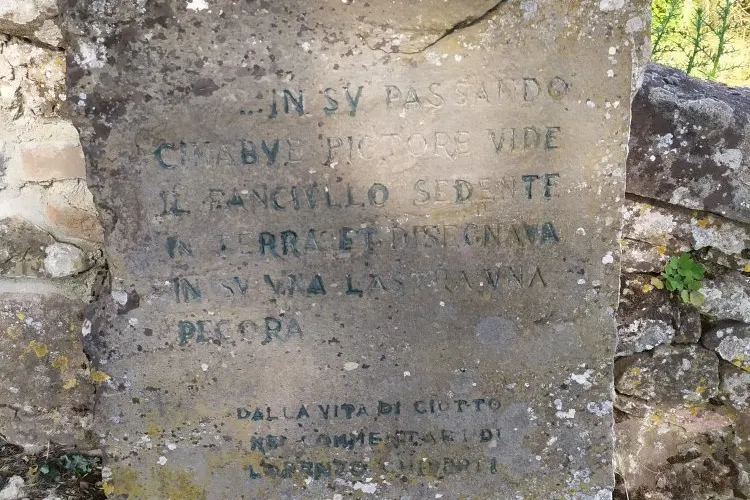 ...IN SV PASSANDO
CIMABVE PICTORE VIDE
IL FANCIVLLO SEDENTE
IN TERRA ET DISEGNAVA
IN SV VNA LASTRA VNA
PECORA
DALLA VITA DI GIOTTO
NEI COMMENTARI DI
LORENZO GHIBERTI